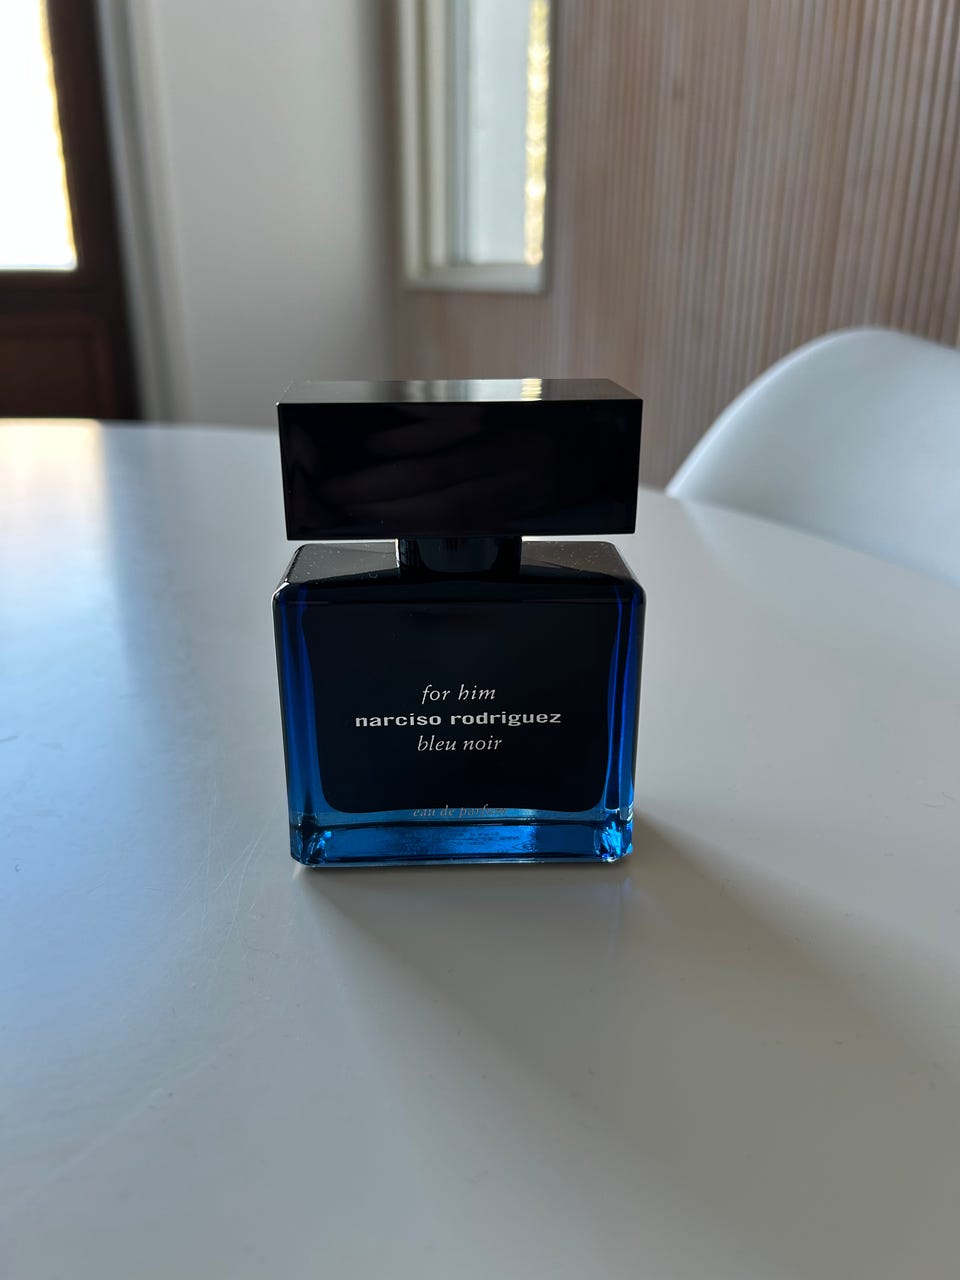 for him
narciso rodriguez
bleu noir
eau de parfum